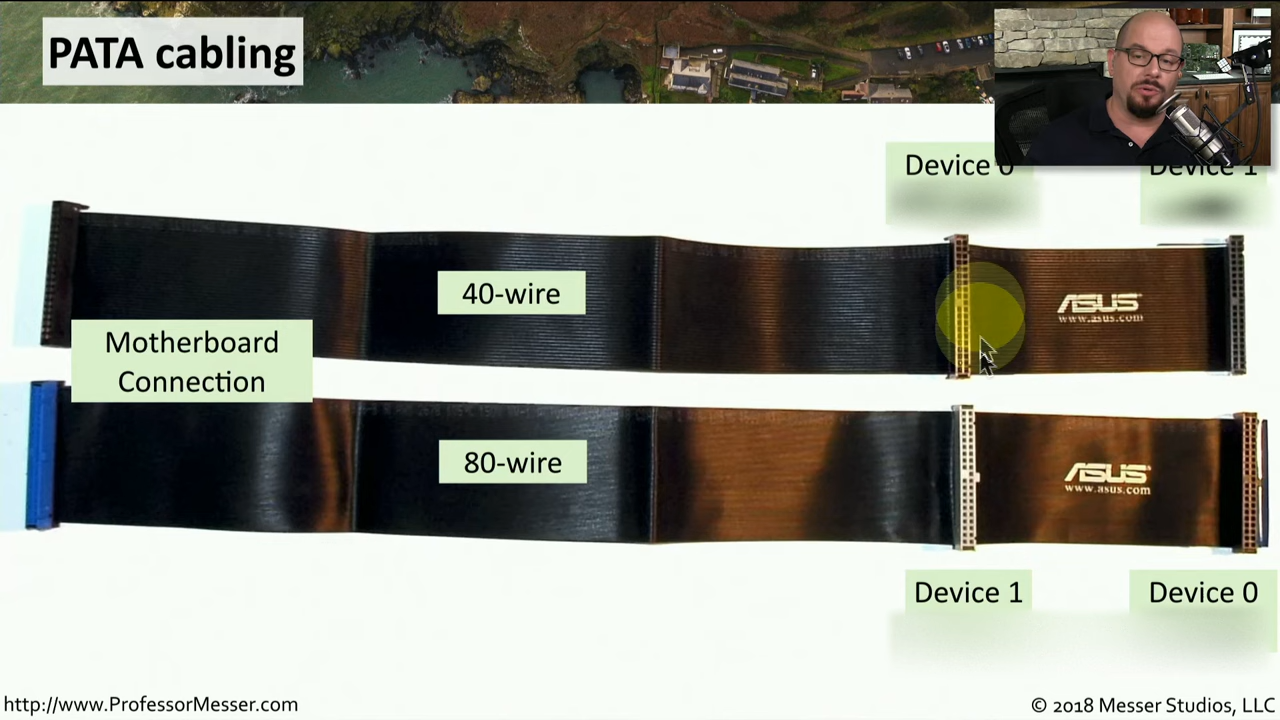 PATA cabling
Device 0
Device 1
40-wire
ASUS
www.asus.com
Motherboard
Connection
80-wire
ASUS
www.asus.com
Device 1
Device 0
http://www.ProfessorMesser.com
© 2018 Messer Studios, LLC